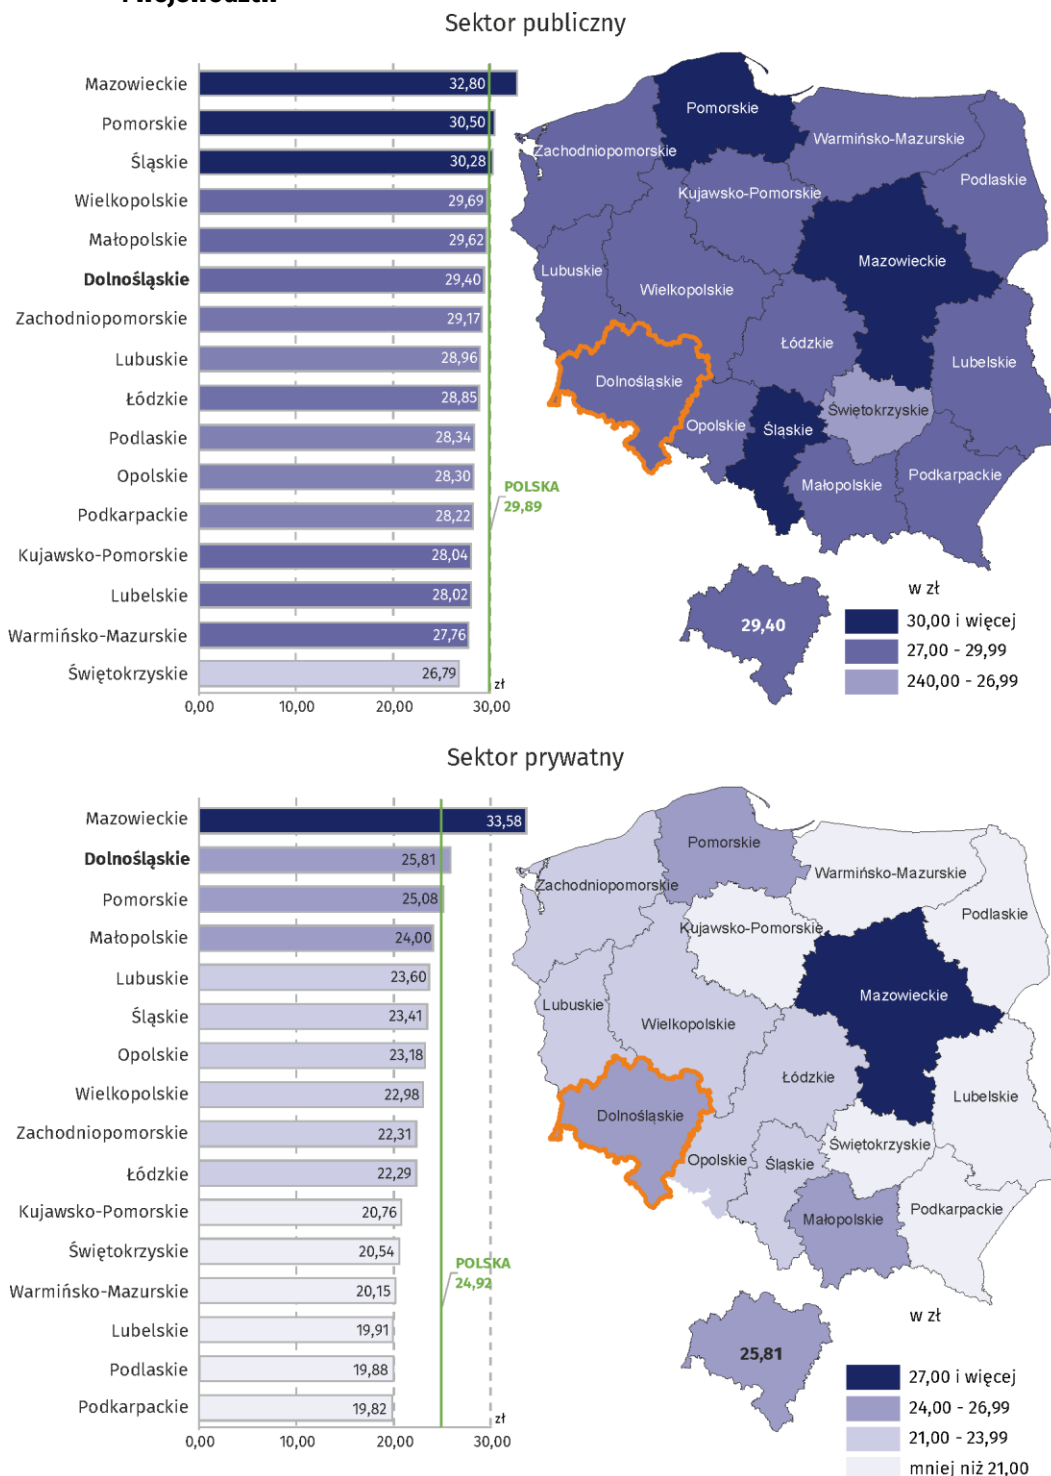 Sektor publiczny
Mazowieckie 32,80
Pomorskie 30,50
Śląskie 30,28
Wielkopolskie 29,69
Małopolskie 29,62
Dolnośląskie 29,40
Zachodniopomorskie 29,17
Lubuskie 28,96
Łódzkie 28,85
Podlaskie 28,34
Opolskie 28,30
Podkarpackie 28,22
Kujawsko-Pomorskie 28,04
Lubelskie 28,02
Warmińsko-Mazurskie 27,76
Świętokrzyskie 26,79
zł
0,00 10,00 20,00 30,00
POLSKA
29,89
Pomorskie
Warmińsko-Mazurskie
Zachodniopomorskie
Podlaskie
Kujawsko-Pomorskie
Mazowieckie
Lubuskie
Wielkopolskie
Łódzkie
Lubelskie
Dolnośląskie
Świętokrzyskie
Opolskie
Śląskie
Podkarpackie
Małopolskie
29,40
w zł
30,00 i więcej
27,00 - 29,99
240,00 - 26,99
Sektor prywatny
Mazowieckie 33,58
Dolnośląskie 25,81
Pomorskie 25,08
Małopolskie 24,00
Lubuskie 23,60
Śląskie 23,41
Opolskie 23,18
Wielkopolskie 22,98
Zachodniopomorskie 22,31
Łódzkie 22,29
Kujawsko-Pomorskie 20,76
Świętokrzyskie 20,54
Warmińsko-Mazurskie 20,15
Lubelskie 19,91
Podlaskie 19,88
Podkarpackie 19,82
zł
0,00 10,00 20,00 30,00
POLSKA
24,92
Pomorskie
Warmińsko-Mazurskie
Zachodniopomorskie
Podlaskie
Kujawsko-Pomorskie
Mazowieckie
Lubuskie
Wielkopolskie
Łódzkie
Lubelskie
Dolnośląskie
Świętokrzyskie
Opolskie
Śląskie
Podkarpackie
Małopolskie
25,81
w zł
27,00 i więcej
24,00 - 26,99
21,00 - 23,99
mniej niż 21,00